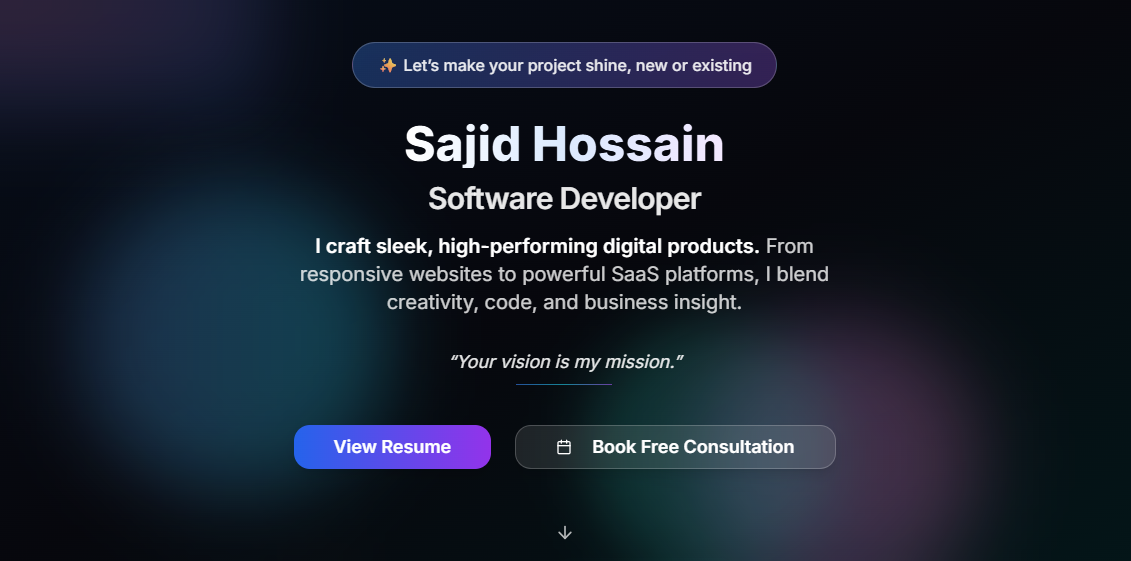 ✨ Let’s make your project shine, new or existing
Sajid Hossain
Software Developer
I craft sleek, high-performing digital products. From
responsive websites to powerful SaaS platforms, I blend
creativity, code, and business insight.
“Your vision is my mission.”
View Resume
Book Free Consultation